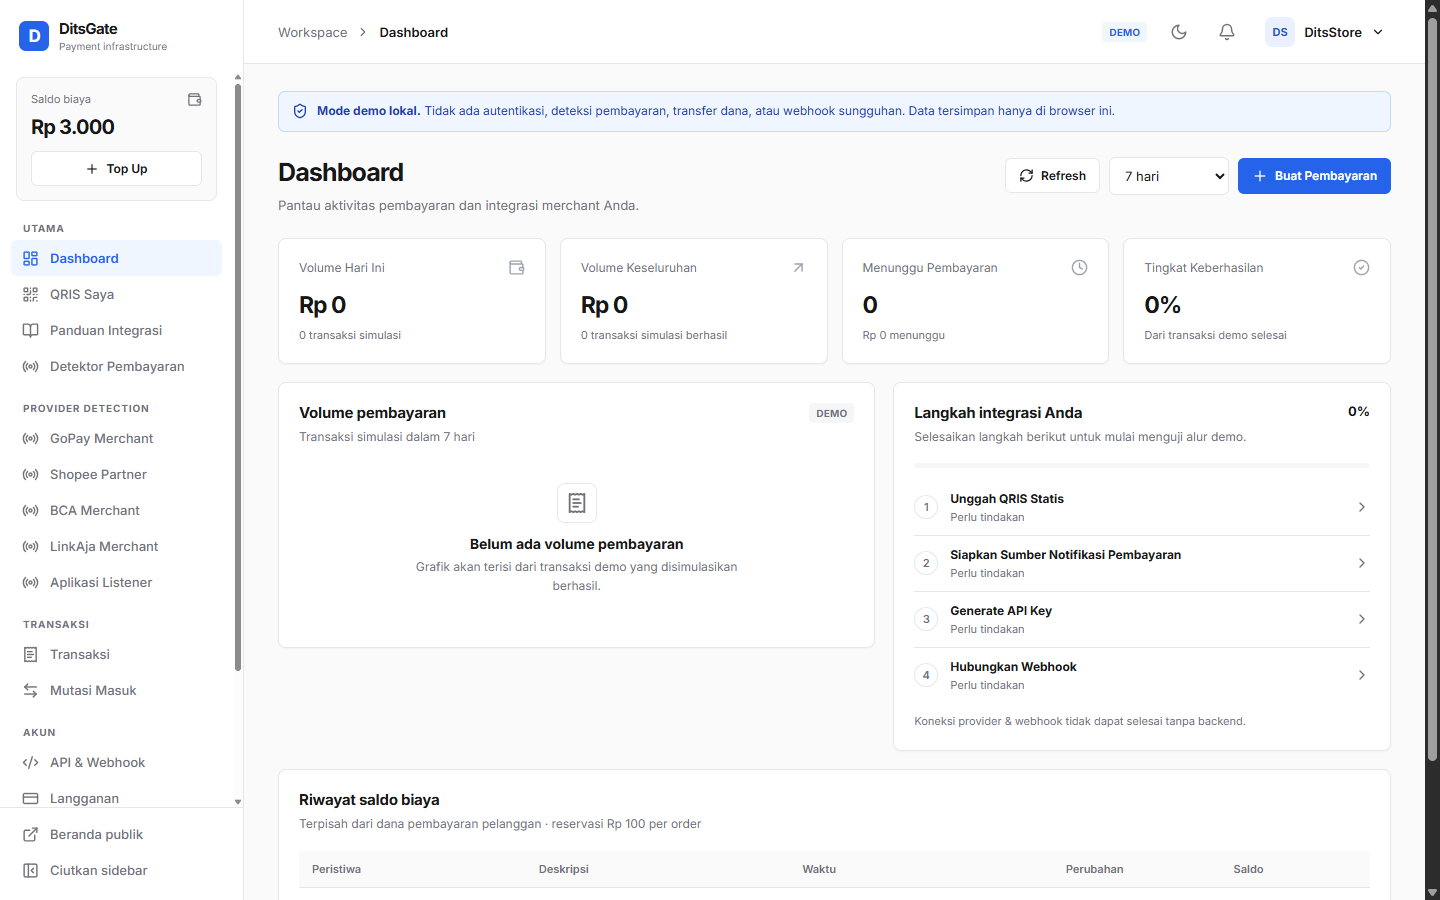 D
DitsGate
Payment infrastructure
Saldo biaya
Rp 3.000
Top Up
UTAMA
Dashboard
QRIS Saya
Panduan Integrasi
Detektor Pembayaran
PROVIDER DETECTION
GoPay Merchant
Shopee Partner
BCA Merchant
LinkAja Merchant
Aplikasi Listener
TRANSAKSI
Transaksi
Mutasi Masuk
AKUN
API & Webhook
Langganan
Beranda publik
Ciutkan sidebar
Workspace > Dashboard
DEMO
DS
DitsStore
Mode demo lokal. Tidak ada autentikasi, deteksi pembayaran, transfer dana, atau webhook sungguhan. Data tersimpan hanya di browser ini.
Dashboard
Pantau aktivitas pembayaran dan integrasi merchant Anda.
Refresh
7 hari
Buat Pembayaran
Volume Hari Ini
Rp 0
0 transaksi simulasi
Volume Keseluruhan
Rp 0
0 transaksi simulasi berhasil
Menunggu Pembayaran
0
Rp 0 menunggu
Tingkat Keberhasilan
0%
Dari transaksi demo selesai
Volume pembayaran
DEMO
Transaksi simulasi dalam 7 hari
Belum ada volume pembayaran
Grafik akan terisi dari transaksi demo yang disimulasikan
berhasil.
Langkah integrasi Anda
0%
Selesaikan langkah berikut untuk mulai menguji alur demo.
1
Unggah QRIS Statis
Perlu tindakan
2
Siapkan Sumber Notifikasi Pembayaran
Perlu tindakan
3
Generate API Key
Perlu tindakan
4
Hubungkan Webhook
Perlu tindakan
Koneksi provider & webhook tidak dapat selesai tanpa backend.
Riwayat saldo biaya
Terpisah dari dana pembayaran pelanggan · reservasi Rp 100 per order
Peristiwa
Deskripsi
Waktu
Perubahan
Saldo